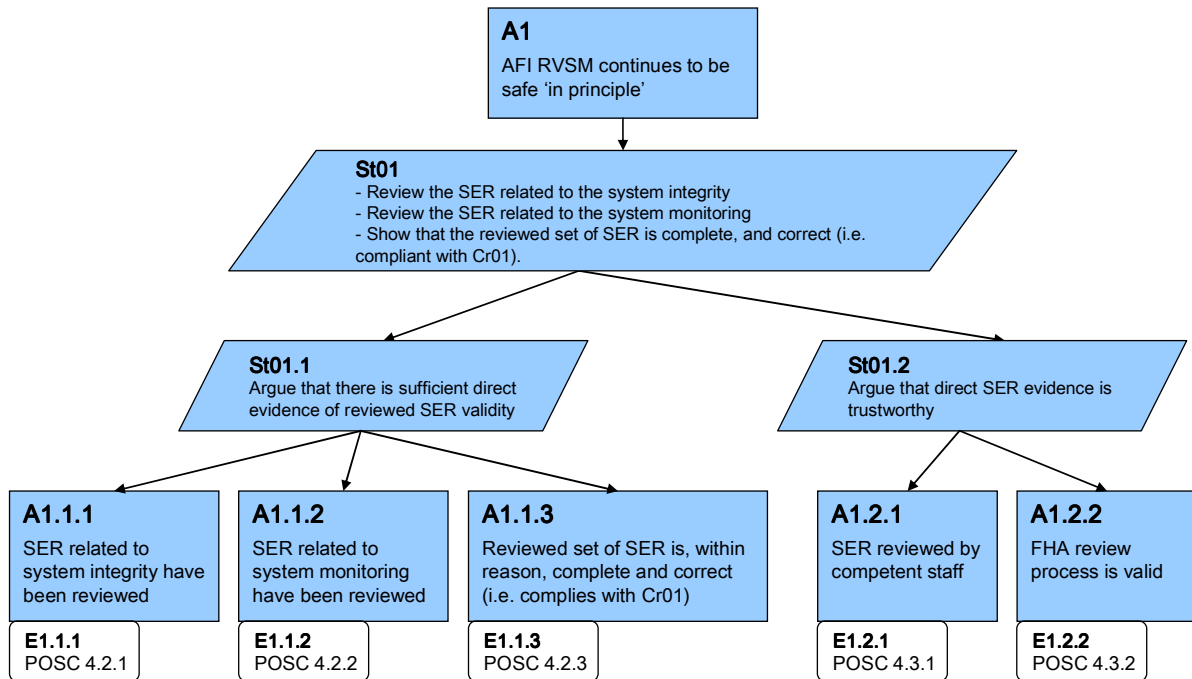 A1
AFI RVSM continues to be
safe ‘in principle’
St01
- Review the SER related to the system integrity
- Review the SER related to the system monitoring
- Show that the reviewed set of SER is complete, and correct (i.e.
compliant with Cr01).
St01.1
Argue that there is sufficient direct
evidence of reviewed SER validity
St01.2
Argue that direct SER evidence is
trustworthy
A1.1.1
SER related to
system integrity have
been reviewed
E1.1.1
POSC 4.2.1
A1.1.2
SER related to
system monitoring
have been reviewed
E1.1.2
POSC 4.2.2
A1.1.3
Reviewed set of SER is, within
reason, complete and correct
(i.e. complies with Cr01)
E1.1.3
POSC 4.2.3
A1.2.1
SER reviewed by
competent staff
E1.2.1
POSC 4.3.1
A1.2.2
FHA review
process is valid
E1.2.2
POSC 4.3.2